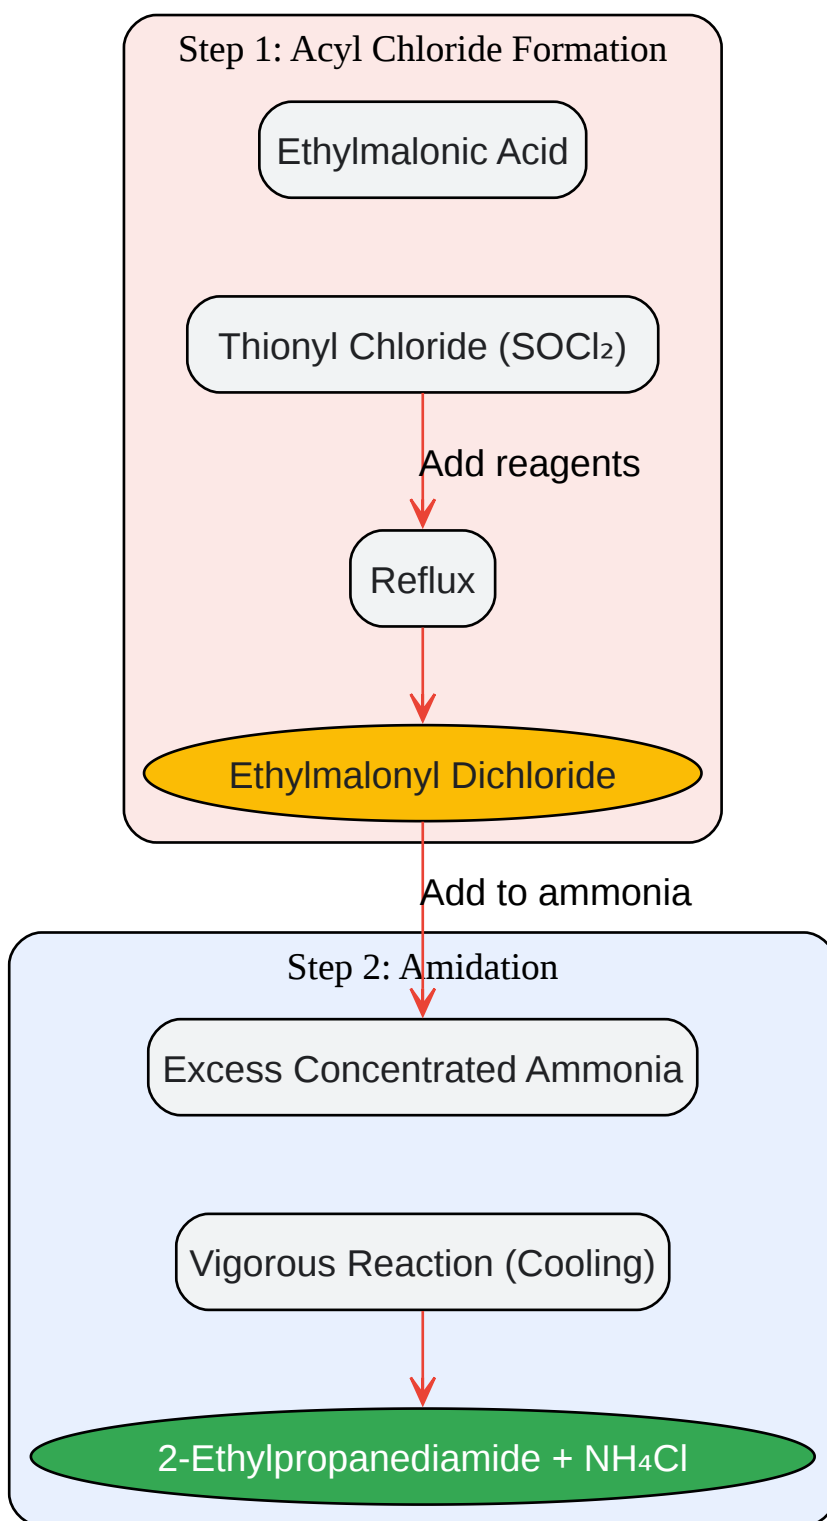 Step 1: Acyl Chloride Formation
Ethylmalonic Acid
Thionyl Chloride (SOCl₂)
Add reagents
Reflux
Ethylmalonyl Dichloride
Add to ammonia
Step 2: Amidation
Excess Concentrated Ammonia
Vigorous Reaction (Cooling)
2-Ethylpropanediamide + NH₄Cl